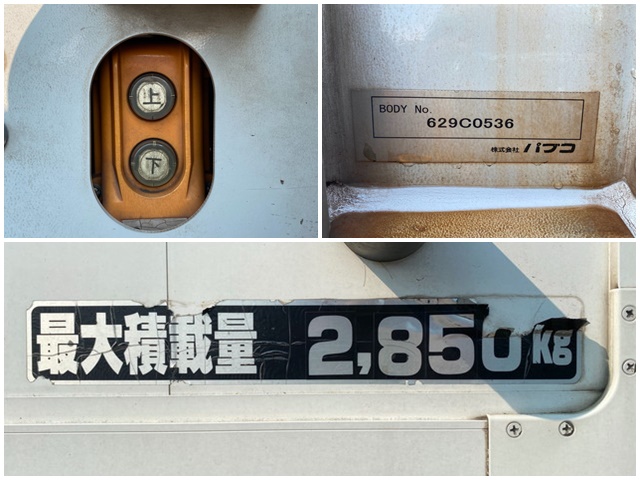 上
下
BODY No.
629C0536
株式会社 パブコ
最大積載量 2,850kg